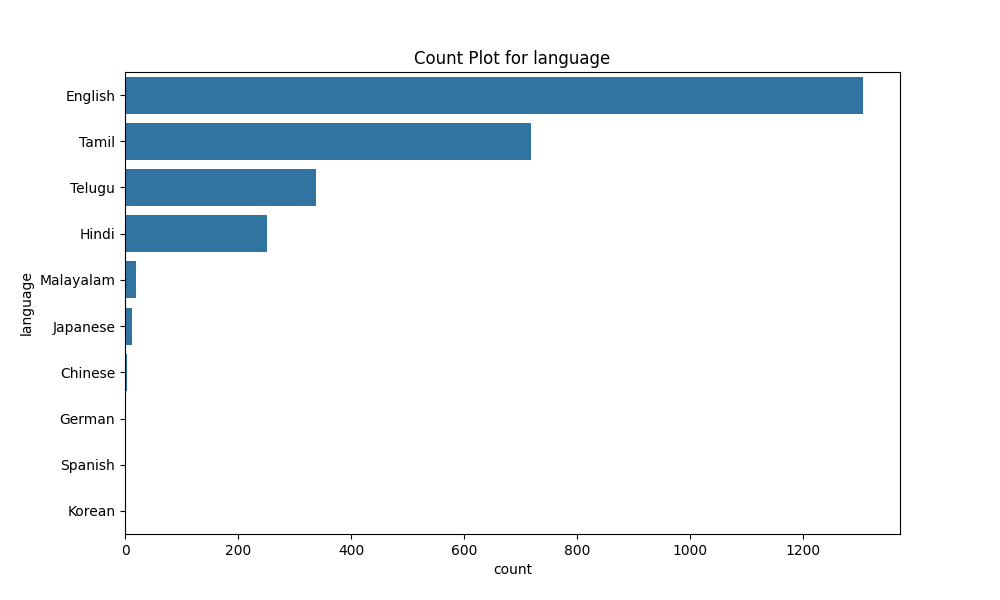 Count Plot for language
language
English
Tamil
Telugu
Hindi
Malayalam
Japanese
Chinese
German
Spanish
Korean
0 200 400 600 800 1000 1200
count